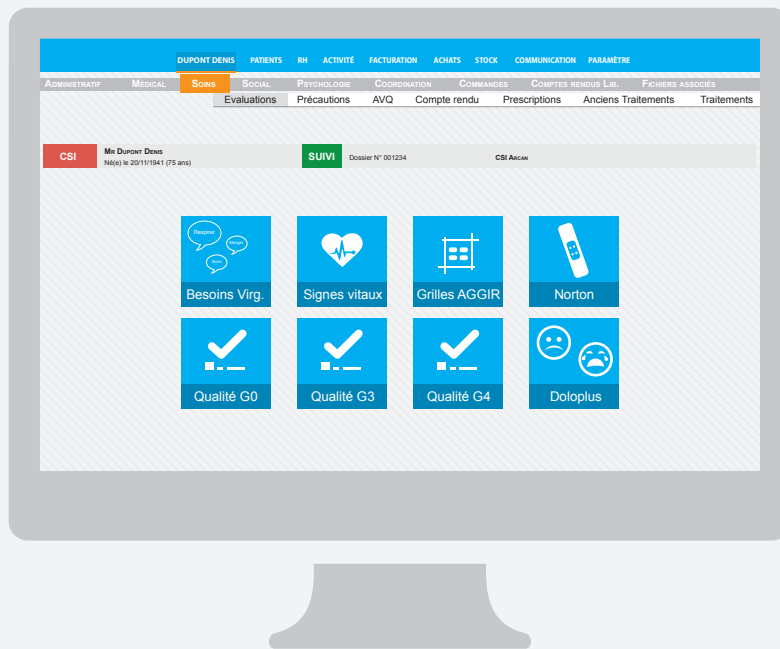 DUPONT DENIS PATIENTS RH ACTIVITÉ FACTURATION ACHATS STOCK COMMUNICATION PARAMÈTRE
Administratif Médical Soins Social Psychologie Coordination Commandes Comptes rendus Lib. Fichiers associés
Evaluations Précautions AVQ Compte rendu Prescriptions Anciens Traitements Traitements
CSI Mr Dupont Denis SUIVI Dossier N° 001234 CSI Arcan
Né(e) le 20/11/1941 (75 ans)
Respirer
Manger
Dormir
Besoins Virg. Signes vitaux Grilles AGGIR Norton
Qualité G0 Qualité G3 Qualité G4 Doloplus